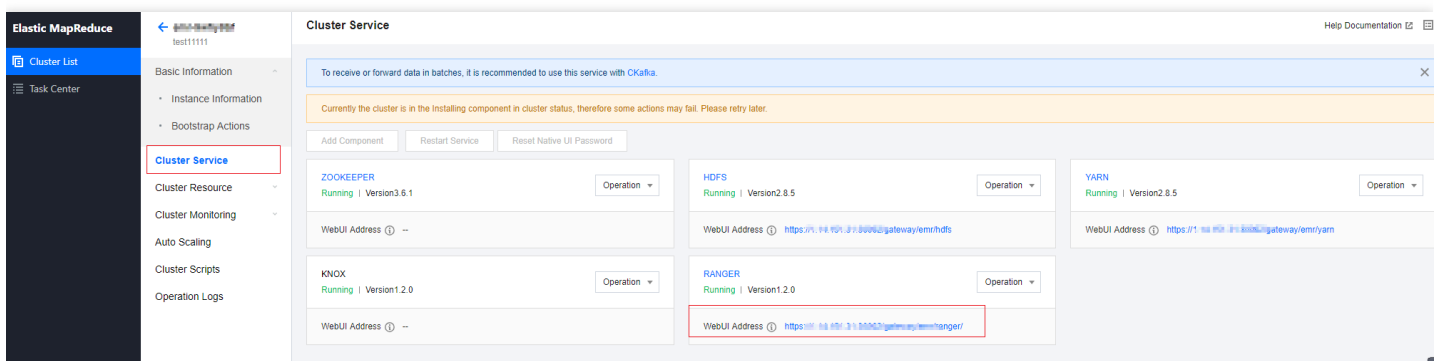 Elastic MapReduce
Cluster List
Task Center
test11111
Basic Information
Instance Information
Bootstrap Actions
Cluster Service
Cluster Resource
Cluster Monitoring
Auto Scaling
Cluster Scripts
Operation Logs
Cluster Service
Help Documentation
To receive or forward data in batches, it is recommended to use this service with CKafka.
Currently the cluster is in the Installing component in cluster status, therefore some actions may fail. Please retry later.
Add Component Restart Service Reset Native UI Password
ZOOKEEPER
Running | Version3.6.1
Operation
WebUI Address --
HDFS
Running | Version2.8.5
Operation
WebUI Address https:// gateway/emr/hdfs
YARN
Running | Version2.8.5
Operation
WebUI Address https:// gateway/emr/yarn
KNOX
Running | Version1.2.0
Operation
WebUI Address --
RANGER
Running | Version1.2.0
Operation
WebUI Address https: ranger/